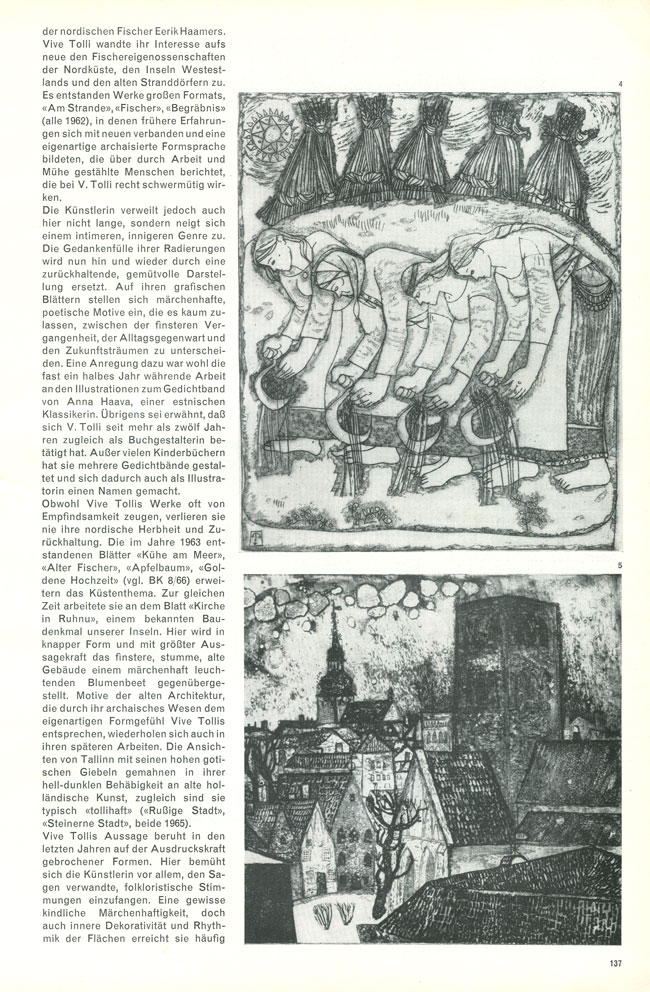 der nordischen Fischer Eerik Haamers.
Vive Tolli wandte ihr Interesse aufs
neue den Fischereigenossenschaften
der Nordküste, den Inseln Westest-
lands und den alten Stranddörfern zu.
Es entstanden Werke großen Formats,
«Am Strande», «Fischer», «Begräbnis»
(alle 1962), in denen frühere Erfahrun-
gen sich mit neuen verbanden und eine
eigenartige archaisierte Formsprache
bildeten, die über durch Arbeit und
Mühe gestählte Menschen berichtet,
die bei V. Tolli recht schwermütig wir-
ken.
Die Künstlerin verweilt jedoch auch
hier nicht lange, sondern neigt sich
einem intimeren, innigeren Genre zu.
Die Gedankenfülle ihrer Radierungen
wird nun hin und wieder durch eine
zurückhaltende, gemütvolle Darstel-
lung ersetzt. Auf ihren grafischen
Blättern stellen sich märchenhafte,
poetische Motive ein, die es kaum zu-
lassen, zwischen der finsteren Ver-
gangenheit, der Alltagsgegenwart und
den Zukunftsträumen zu unterschei-
den. Eine Anregung dazu war wohl die
fast ein halbes Jahr währende Arbeit
an den Illustrationen zum Gedichtband
von Anna Haava, einer estnischen
Klassikerin. Übrigens sei erwähnt, daß
sich V. Tolli seit mehr als zwölf Jah-
ren zugleich als Buchgestalterin be-
tätigt hat. Außer vielen Kinderbüchern
hat sie mehrere Gedichtbände gestal-
tet und sich dadurch auch als Illustra-
torin einen Namen gemacht.
Obwohl Vive Tollis Werke oft von
Empfindsamkeit zeugen, verlieren sie
nie ihre nordische Herbheit und Zu-
rückhaltung. Die im Jahre 1963 ent-
standenen Blätter «Kühe am Meer»,
«Alter Fischer», «Apfelbaum», «Gol-
dene Hochzeit» (vgl. BK 8/66) erwei-
tern das Küstenthema. Zur gleichen
Zeit arbeitete sie an dem Blatt «Kirche
in Ruhnu», einem bekannten Bau-
denkmal unserer Inseln. Hier wird in
knapper Form und mit größter Aus-
sagekraft das finstere, stumme, alte
Gebäude einem märchenhaft leuch-
tenden Blumenbeet gegenüberge-
stellt. Motive der alten Architektur,
die durch ihr archaisches Wesen dem
eigenartigen Formgefühl Vive Tollis
entsprechen, wiederholen sich auch in
ihren späteren Arbeiten. Die Ansich-
ten von Tallinn mit seinen hohen goti-
schen Giebeln gemahnen in ihrer
hell-dunklen Behäbigkeit an alte hol-
ländische Kunst, zugleich sind sie
typisch «tollihaft» («Rußige Stadt»,
«Steinerne Stadt», beide 1965).
Vive Tollis Aussage beruht in den
letzten Jahren auf der Ausdruckskraft
gebrochener Formen. Hier bemüht
sich die Künstlerin vor allem, den Sa-
gen verwandte, folkloristische Stim-
mungen einzufangen. Eine gewisse
kindliche Märchenhaftigkeit, doch
auch innere Dekorativität und Rhyth-
mik der Flächen erreicht sie häufig
4
5
137